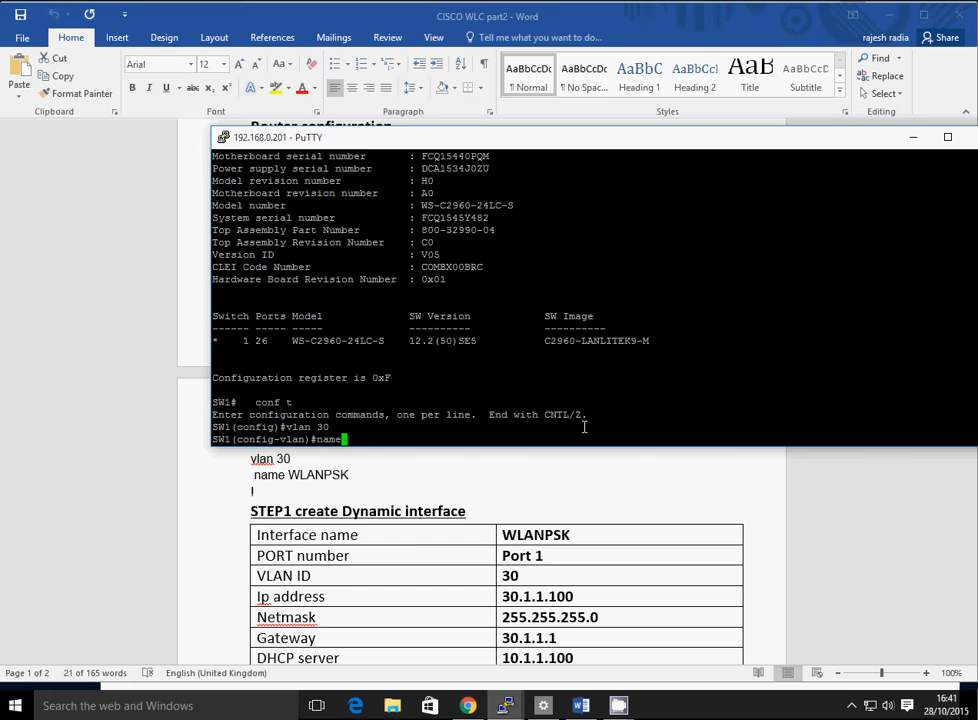 CISCO WLC part2 - Word
File Home Insert Design Layout References Mailings Review View Tell me what you want to do... rajesh radia Share
Cut
Copy
Format Painter
Paste
Arial 12
AaBbCcDc AaBbCcDc AaBbC AaBbCc AaB AaBbCcD
¶ Normal ¶ No Spac... Heading 1 Heading 2 Title Subtitle
Find
Replace
Select
Clipboard Font Paragraph Styles Editing
Router configuration
192.168.0.201 - PuTTY
Motherboard serial number : FCQ15440PQM
Power supply serial number : DCA1534J0ZU
Model revision number : H0
Motherboard revision number : A0
Model number : WS-C2960-24LC-S
System serial number : FCQ1545Y482
Top Assembly Part Number : 800-32990-04
Top Assembly Revision Number : C0
Version ID : V05
CLEI Code Number : COMBX00BRC
Hardware Board Revision Number : 0x01
Switch Ports Model SW Version SW Image
------ ----- ----- ---------- ----------
* 1 26 WS-C2960-24LC-S 12.2(50)SE5 C2960-LANLITEK9-M
Configuration register is 0xF
SW1# conf t
Enter configuration commands, one per line. End with CNTL/Z.
SW1(config)#vlan 30
SW1(config-vlan)#name
vlan 30
name WLANPSK
!
STEP1 create Dynamic interface
Interface name WLANPSK
PORT number Port 1
VLAN ID 30
Ip address 30.1.1.100
Netmask 255.255.255.0
Gateway 30.1.1.1
DHCP server 10.1.1.100
Page 1 of 2 21 of 165 words English (United Kingdom) 100%
Search the web and Windows
16:41
28/10/2015